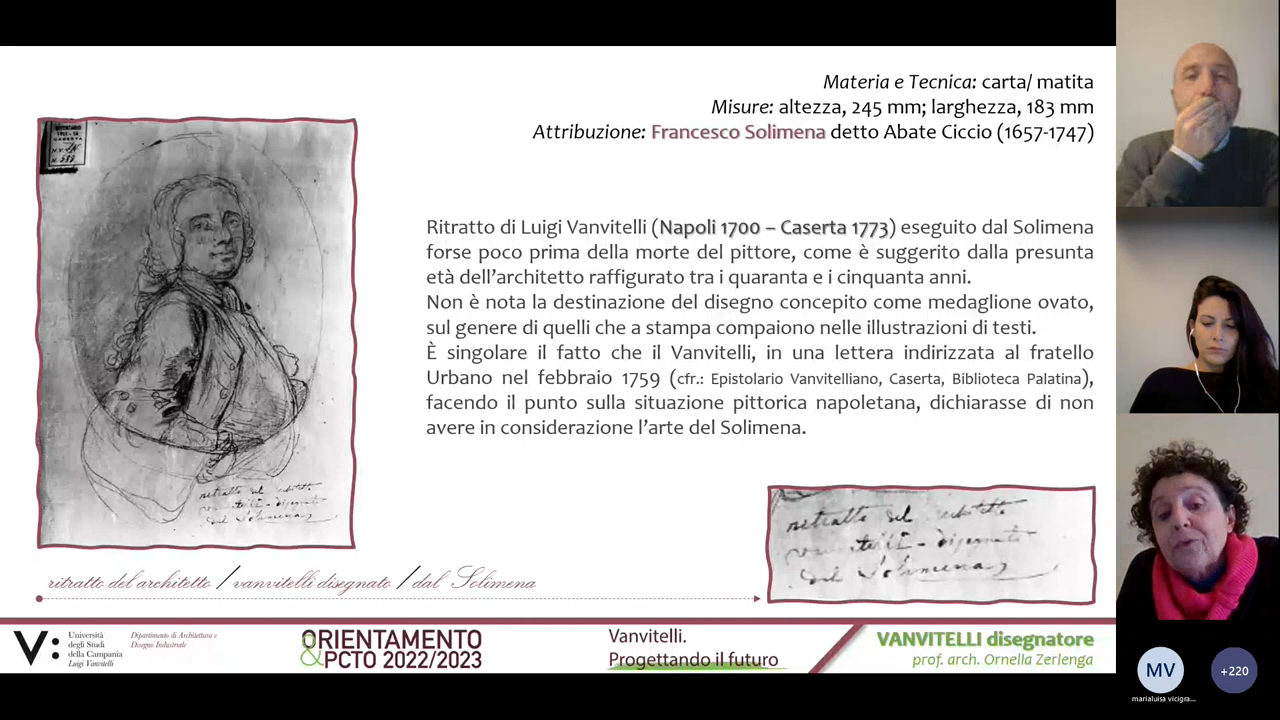 Materia e Tecnica: carta/ matita
Misure: altezza, 245 mm; larghezza, 183 mm
Attribuzione: Francesco Solimena detto Abate Ciccio (1657-1747)
Ritratto di Luigi Vanvitelli (Napoli 1700 – Caserta 1773) eseguito dal Solimena
forse poco prima della morte del pittore, come è suggerito dalla presunta
età dell’architetto raffigurato tra i quaranta e i cinquanta anni.
Non è nota la destinazione del disegno concepito come medaglione ovato,
sul genere di quelli che a stampa compaiono nelle illustrazioni di testi.
È singolare il fatto che il Vanvitelli, in una lettera indirizzata al fratello
Urbano nel febbraio 1759 (cfr.: Epistolario Vanvitelliano, Caserta, Biblioteca Palatina),
facendo il punto sulla situazione pittorica napoletana, dichiarasse di non
avere in considerazione l’arte del Solimena.
ritratto del architetto / vanvitelli disegnato / dal Solimena
V:
Università
degli Studi
della Campania
Luigi Vanvitelli
Dipartimento di Architettura e
Disegno Industriale
ORIENTAMENTO
&PCTO 2022/2023
Vanvitelli.
Progettando il futuro
VANVITELLI disegnatore
prof. arch. Ornella Zerlenga
MV
marialuisa vicigra...
+220